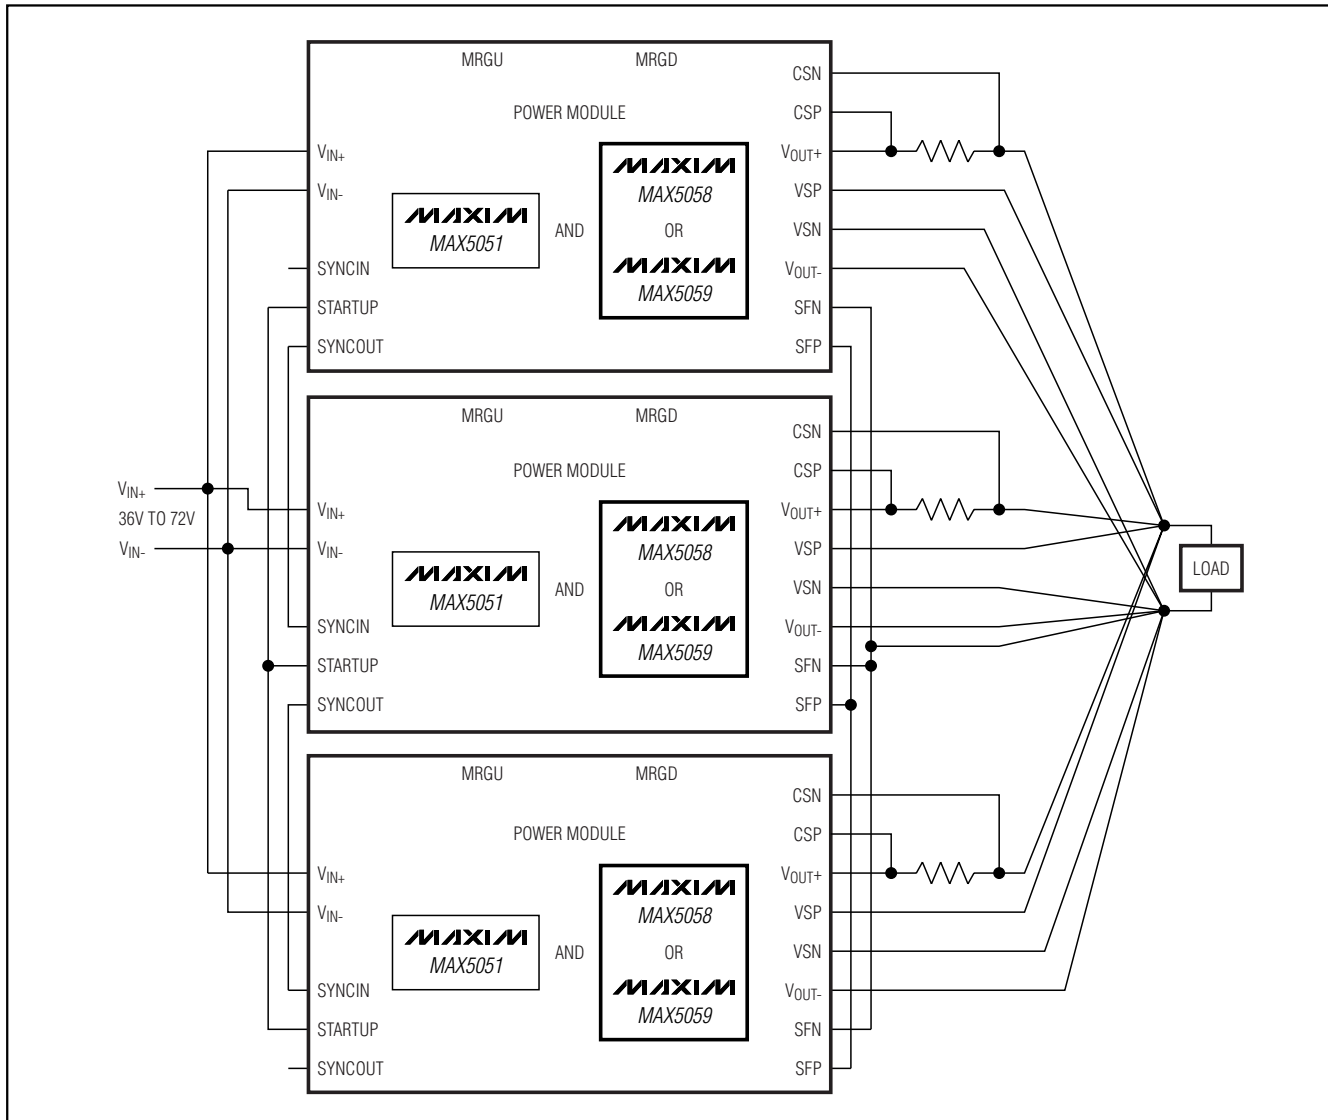 MRGU MRGD
CSN
CSP
POWER MODULE
VIN+
VOUT+
MAXIM
MAX5058
VIN-
VSP
MAXIM
MAX5051
AND
OR
VSN
MAXIM
MAX5059
SYNCIN
VOUT-
STARTUP
SFN
SYNCOUT
SFP
MRGU MRGD
CSN
CSP
POWER MODULE
VIN+
36V TO 72V
VIN-
VIN+
VOUT+
MAXIM
MAX5058
VIN-
VSP
MAXIM
MAX5051
AND
OR
VSN
MAXIM
MAX5059
SYNCIN
VOUT-
STARTUP
SFN
SYNCOUT
SFP
LOAD
MRGU MRGD
CSN
CSP
POWER MODULE
VIN+
VOUT+
MAXIM
MAX5058
VIN-
VSP
MAXIM
MAX5051
AND
OR
VSN
MAXIM
MAX5059
SYNCIN
VOUT-
STARTUP
SFN
SYNCOUT
SFP